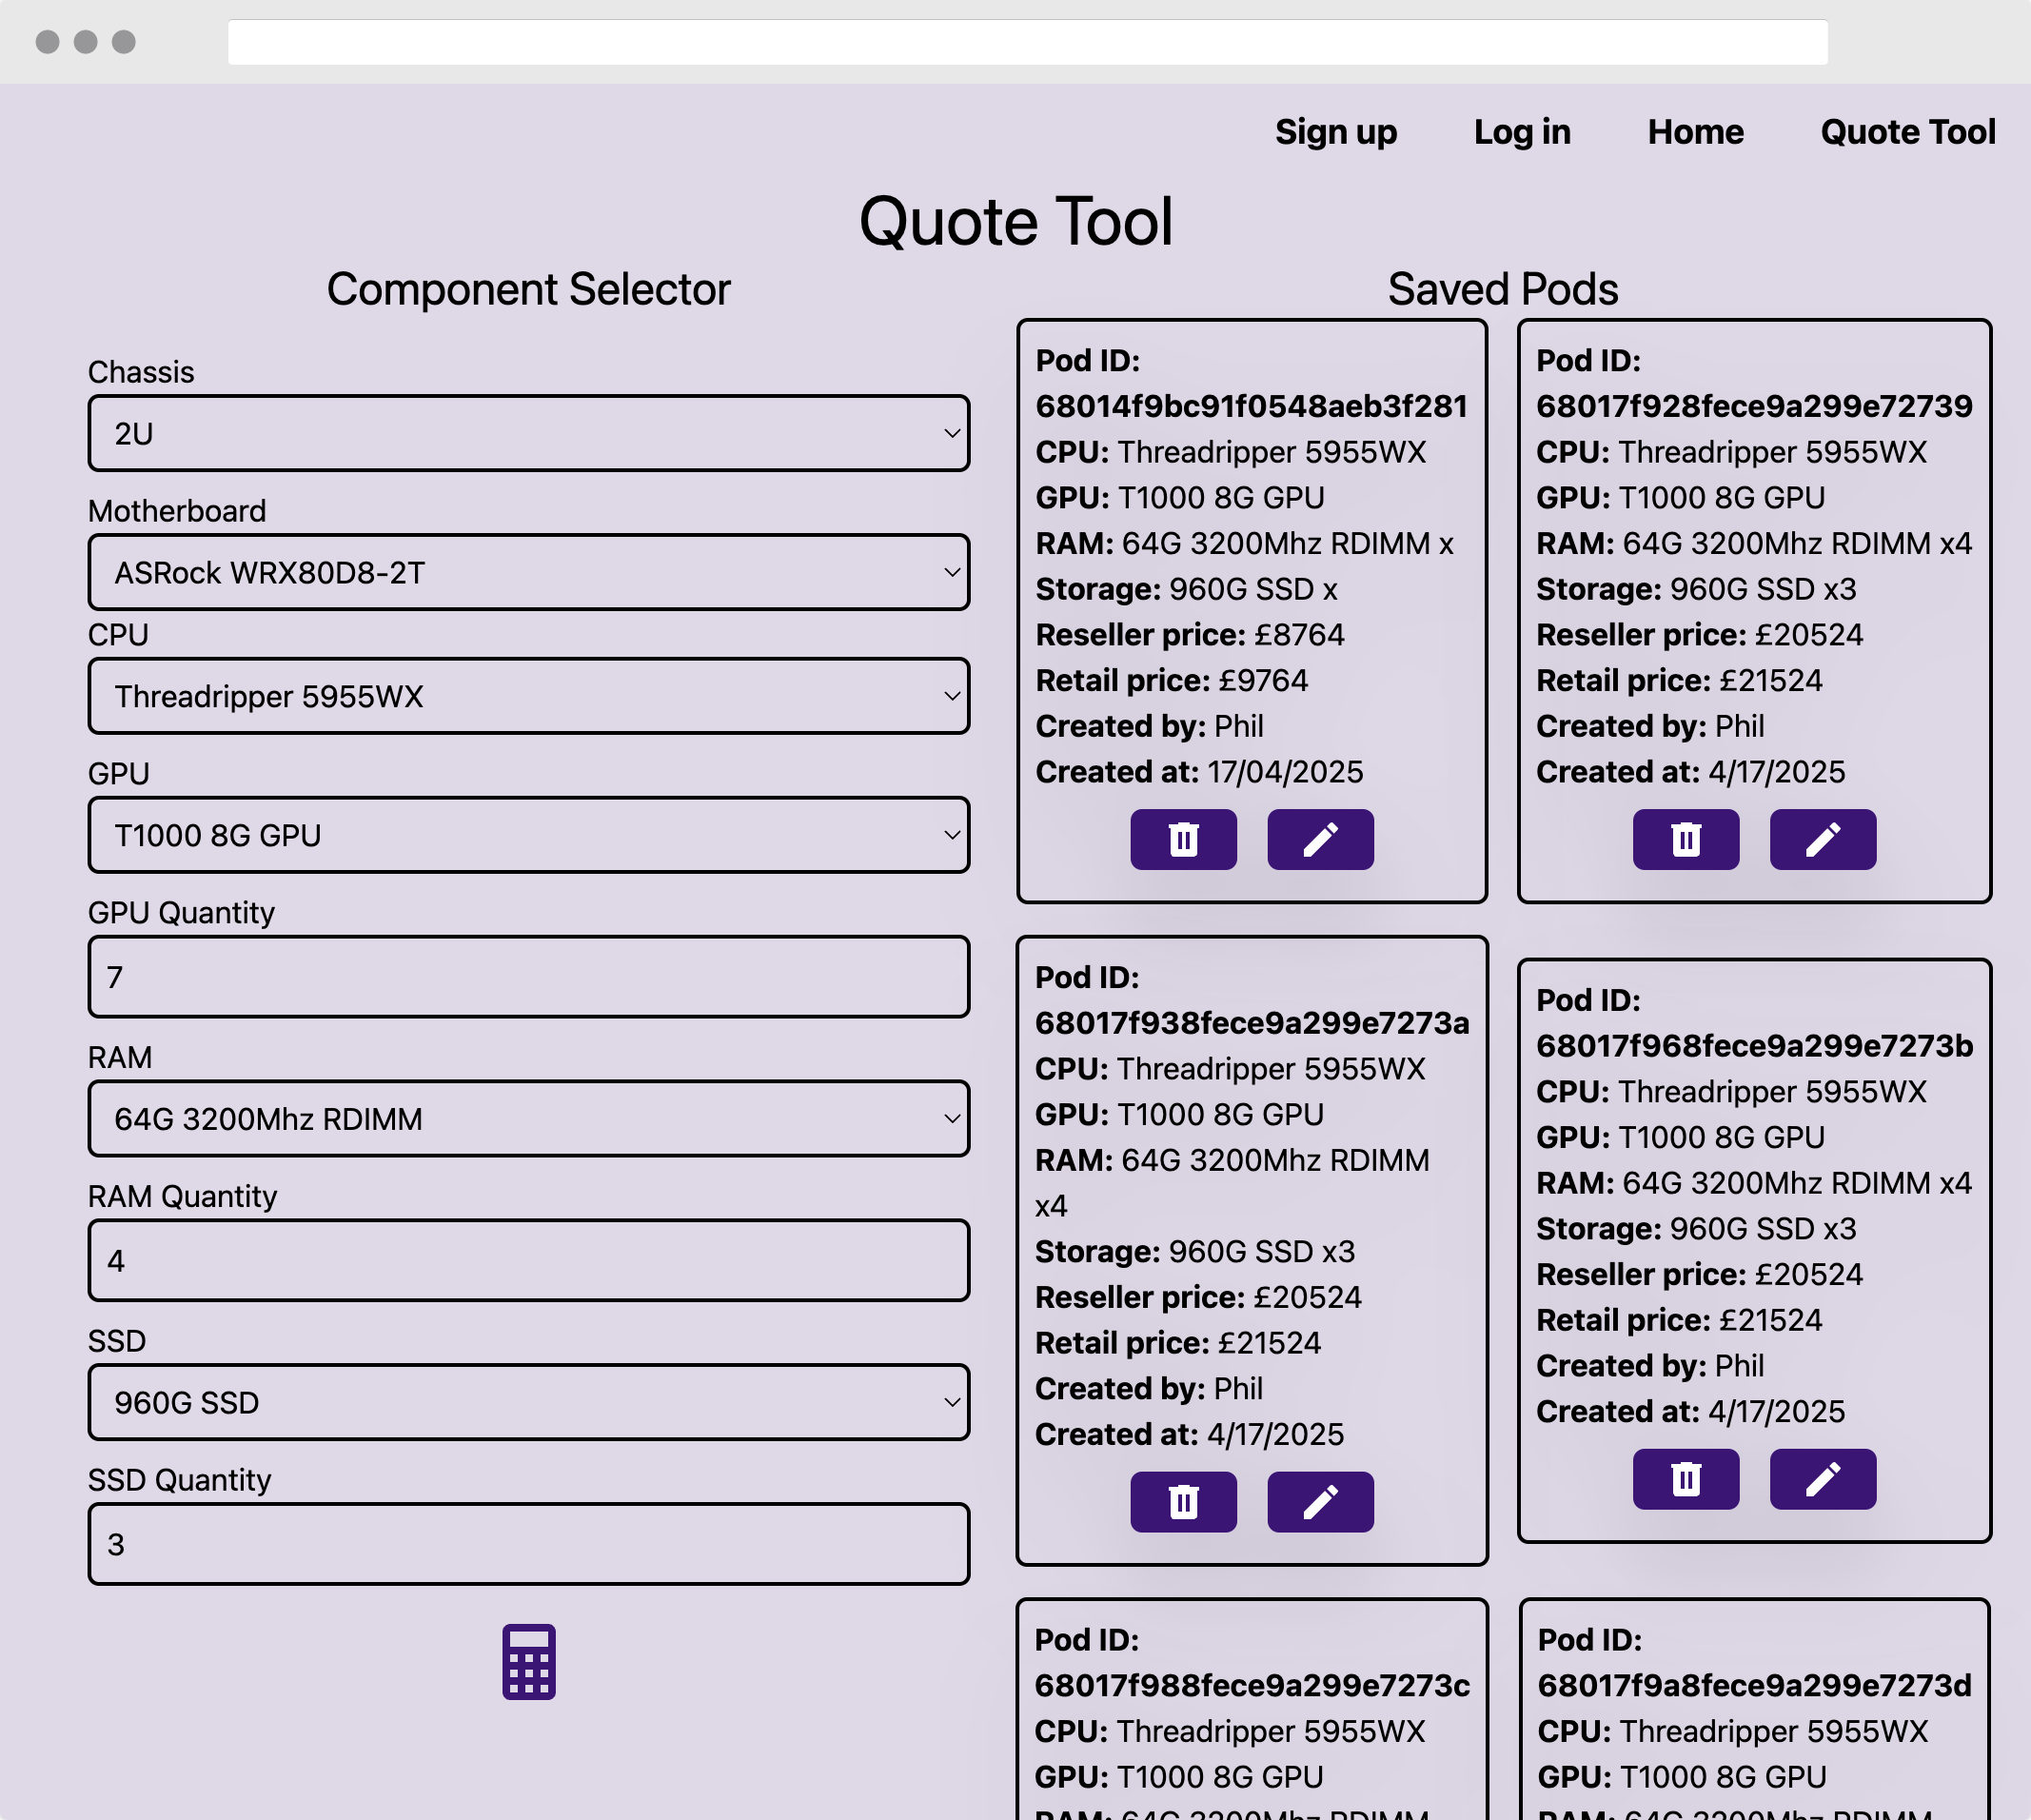 Sign up
Log in
Home
Quote Tool
Quote Tool
Component Selector
Chassis
2U
Motherboard
ASRock WRX80D8-2T
CPU
Threadripper 5955WX
GPU
T1000 8G GPU
GPU Quantity
7
RAM
64G 3200Mhz RDIMM
RAM Quantity
4
SSD
960G SSD
SSD Quantity
3
Saved Pods
Pod ID:
68014f9bc91f0548aeb3f281
CPU: Threadripper 5955WX
GPU: T1000 8G GPU
RAM: 64G 3200Mhz RDIMM x
Storage: 960G SSD x
Reseller price: £8764
Retail price: £9764
Created by: Phil
Created at: 17/04/2025
Pod ID:
68017f928fece9a299e72739
CPU: Threadripper 5955WX
GPU: T1000 8G GPU
RAM: 64G 3200Mhz RDIMM x4
Storage: 960G SSD x3
Reseller price: £20524
Retail price: £21524
Created by: Phil
Created at: 4/17/2025
Pod ID:
68017f938fece9a299e7273a
CPU: Threadripper 5955WX
GPU: T1000 8G GPU
RAM: 64G 3200Mhz RDIMM
x4
Storage: 960G SSD x3
Reseller price: £20524
Retail price: £21524
Created by: Phil
Created at: 4/17/2025
Pod ID:
68017f968fece9a299e7273b
CPU: Threadripper 5955WX
GPU: T1000 8G GPU
RAM: 64G 3200Mhz RDIMM x4
Storage: 960G SSD x3
Reseller price: £20524
Retail price: £21524
Created by: Phil
Created at: 4/17/2025
Pod ID:
68017f988fece9a299e7273c
CPU: Threadripper 5955WX
GPU: T1000 8G GPU
RAM: 64G 3200Mhz RDIMM
Pod ID:
68017f9a8fece9a299e7273d
CPU: Threadripper 5955WX
GPU: T1000 8G GPU
RAM: 64G 3200Mhz RDIMM